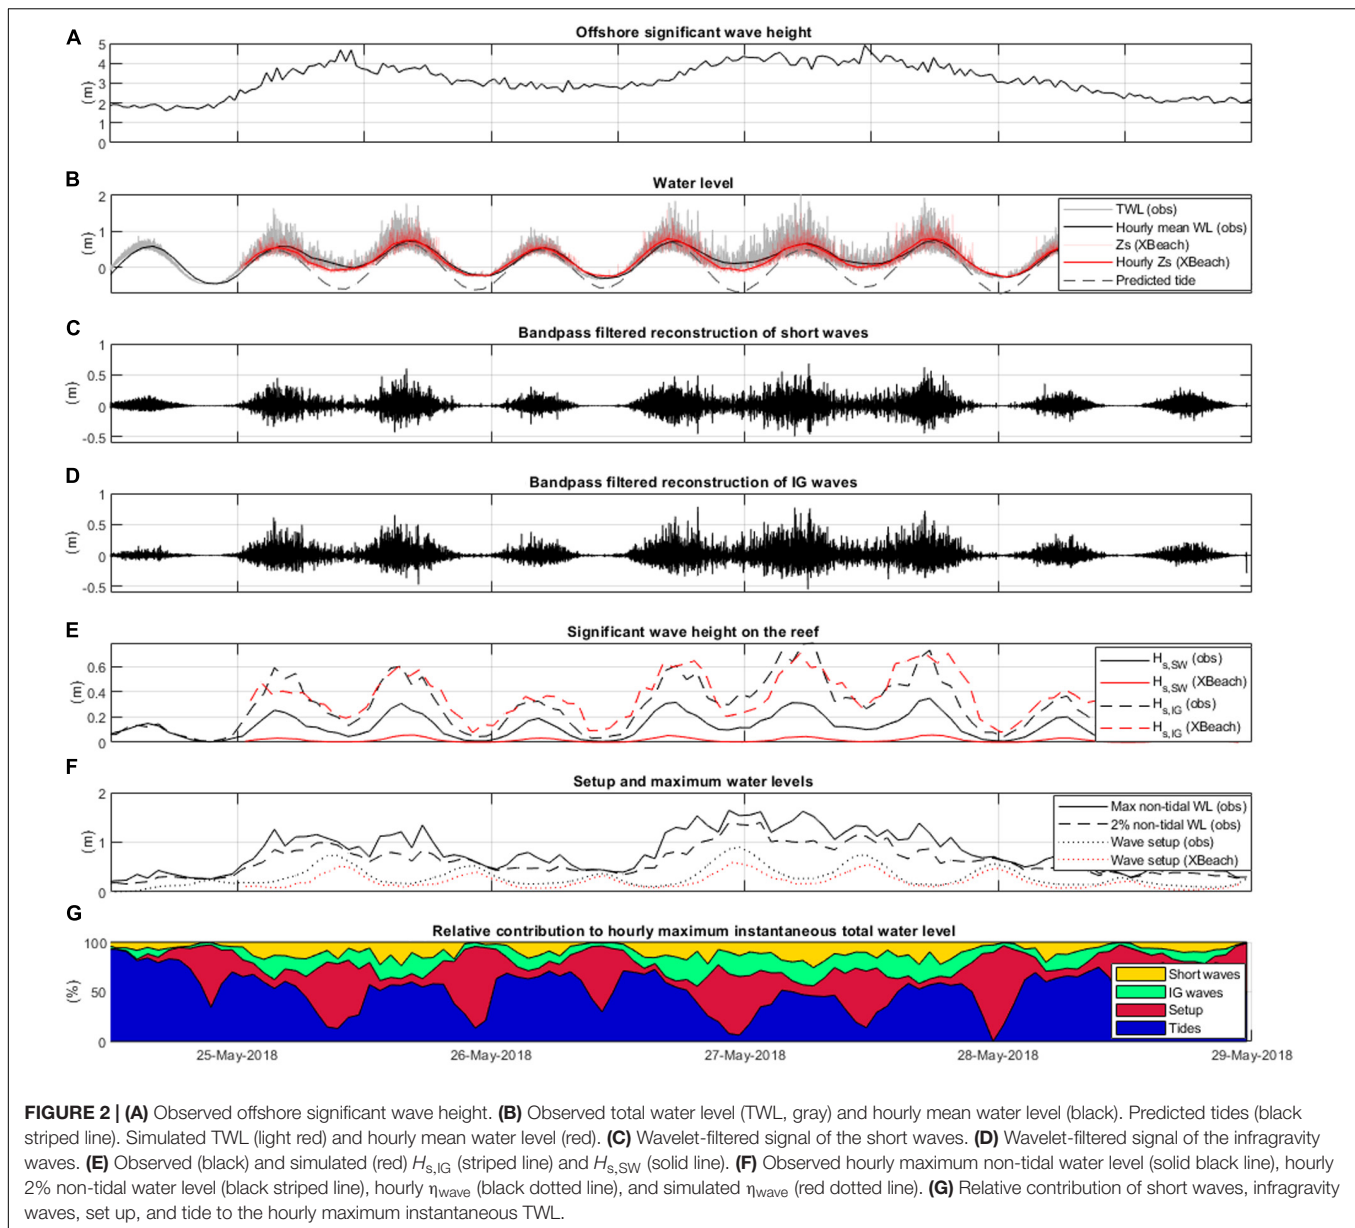 A
Offshore significant wave height
5
4
3
2
1
0
(m)
B
Water level
2
1
0
(m)
TWL (obs)
Hourly mean WL (obs)
Zs (XBeach)
Hourly Zs (XBeach)
Predicted tide
C
Bandpass filtered reconstruction of short waves
1
0.5
0
-0.5
(m)
D
Bandpass filtered reconstruction of IG waves
1
0.5
0
-0.5
(m)
E
Significant wave height on the reef
0.6
0.4
0.2
0
(m)
Hs,SW (obs)
Hs,SW (XBeach)
Hs,IG (obs)
Hs,IG (XBeach)
F
Setup and maximum water levels
2
1
0
(m)
Max non-tidal WL (obs)
2% non-tidal WL (obs)
Wave setup (obs)
Wave setup (XBeach)
G
Relative contribution to hourly maximum instantaneous total water level
100
50
0
(%)
Short waves
IG waves
Setup
Tides
25-May-2018 26-May-2018 27-May-2018 28-May-2018 29-May-2018
FIGURE 2 | (A) Observed offshore significant wave height. (B) Observed total water level (TWL, gray) and hourly mean water level (black). Predicted tides (black
striped line). Simulated TWL (light red) and hourly mean water level (red). (C) Wavelet-filtered signal of the short waves. (D) Wavelet-filtered signal of the infragravity
waves. (E) Observed (black) and simulated (red) Hs,IG (striped line) and Hs,SW (solid line). (F) Observed hourly maximum non-tidal water level (solid black line), hourly
2% non-tidal water level (black striped line), hourly ηwave (black dotted line), and simulated ηwave (red dotted line). (G) Relative contribution of short waves, infragravity
waves, set up, and tide to the hourly maximum instantaneous TWL.